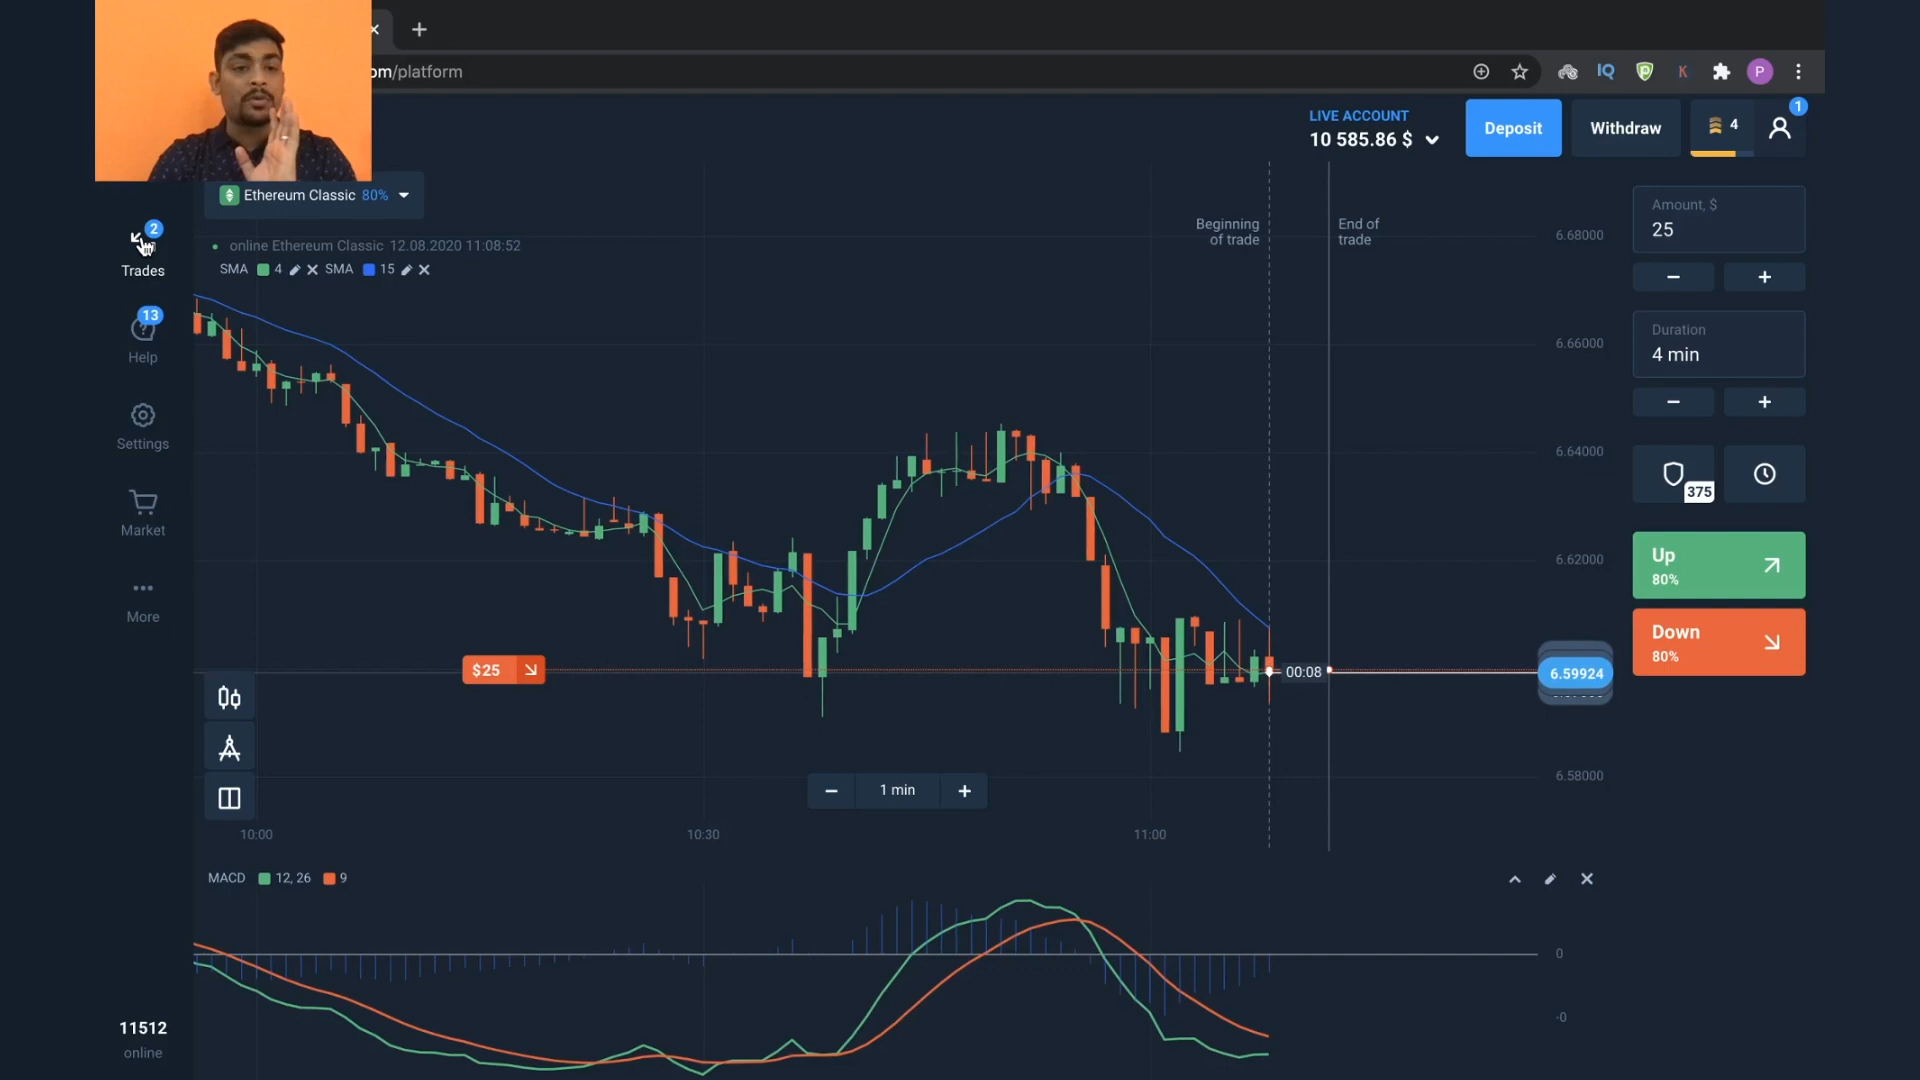 om/platform
IQ
K
P
LIVE ACCOUNT
10 585.86 $
Deposit
Withdraw
4
1
Ethereum Classic 80%
online Ethereum Classic 12.08.2020 11:08:52
SMA 4 SMA 15
2
Trades
13
Help
Settings
Market
More
Beginning
of trade
End of
trade
6.68000
6.66000
6.64000
6.62000
6.59924
6.58000
Amount, $
25
Duration
4 min
375
Up
80%
Down
80%
$25
00:08
1 min
10:00
10:30
11:00
MACD 12, 26 9
0
-0
11512
online